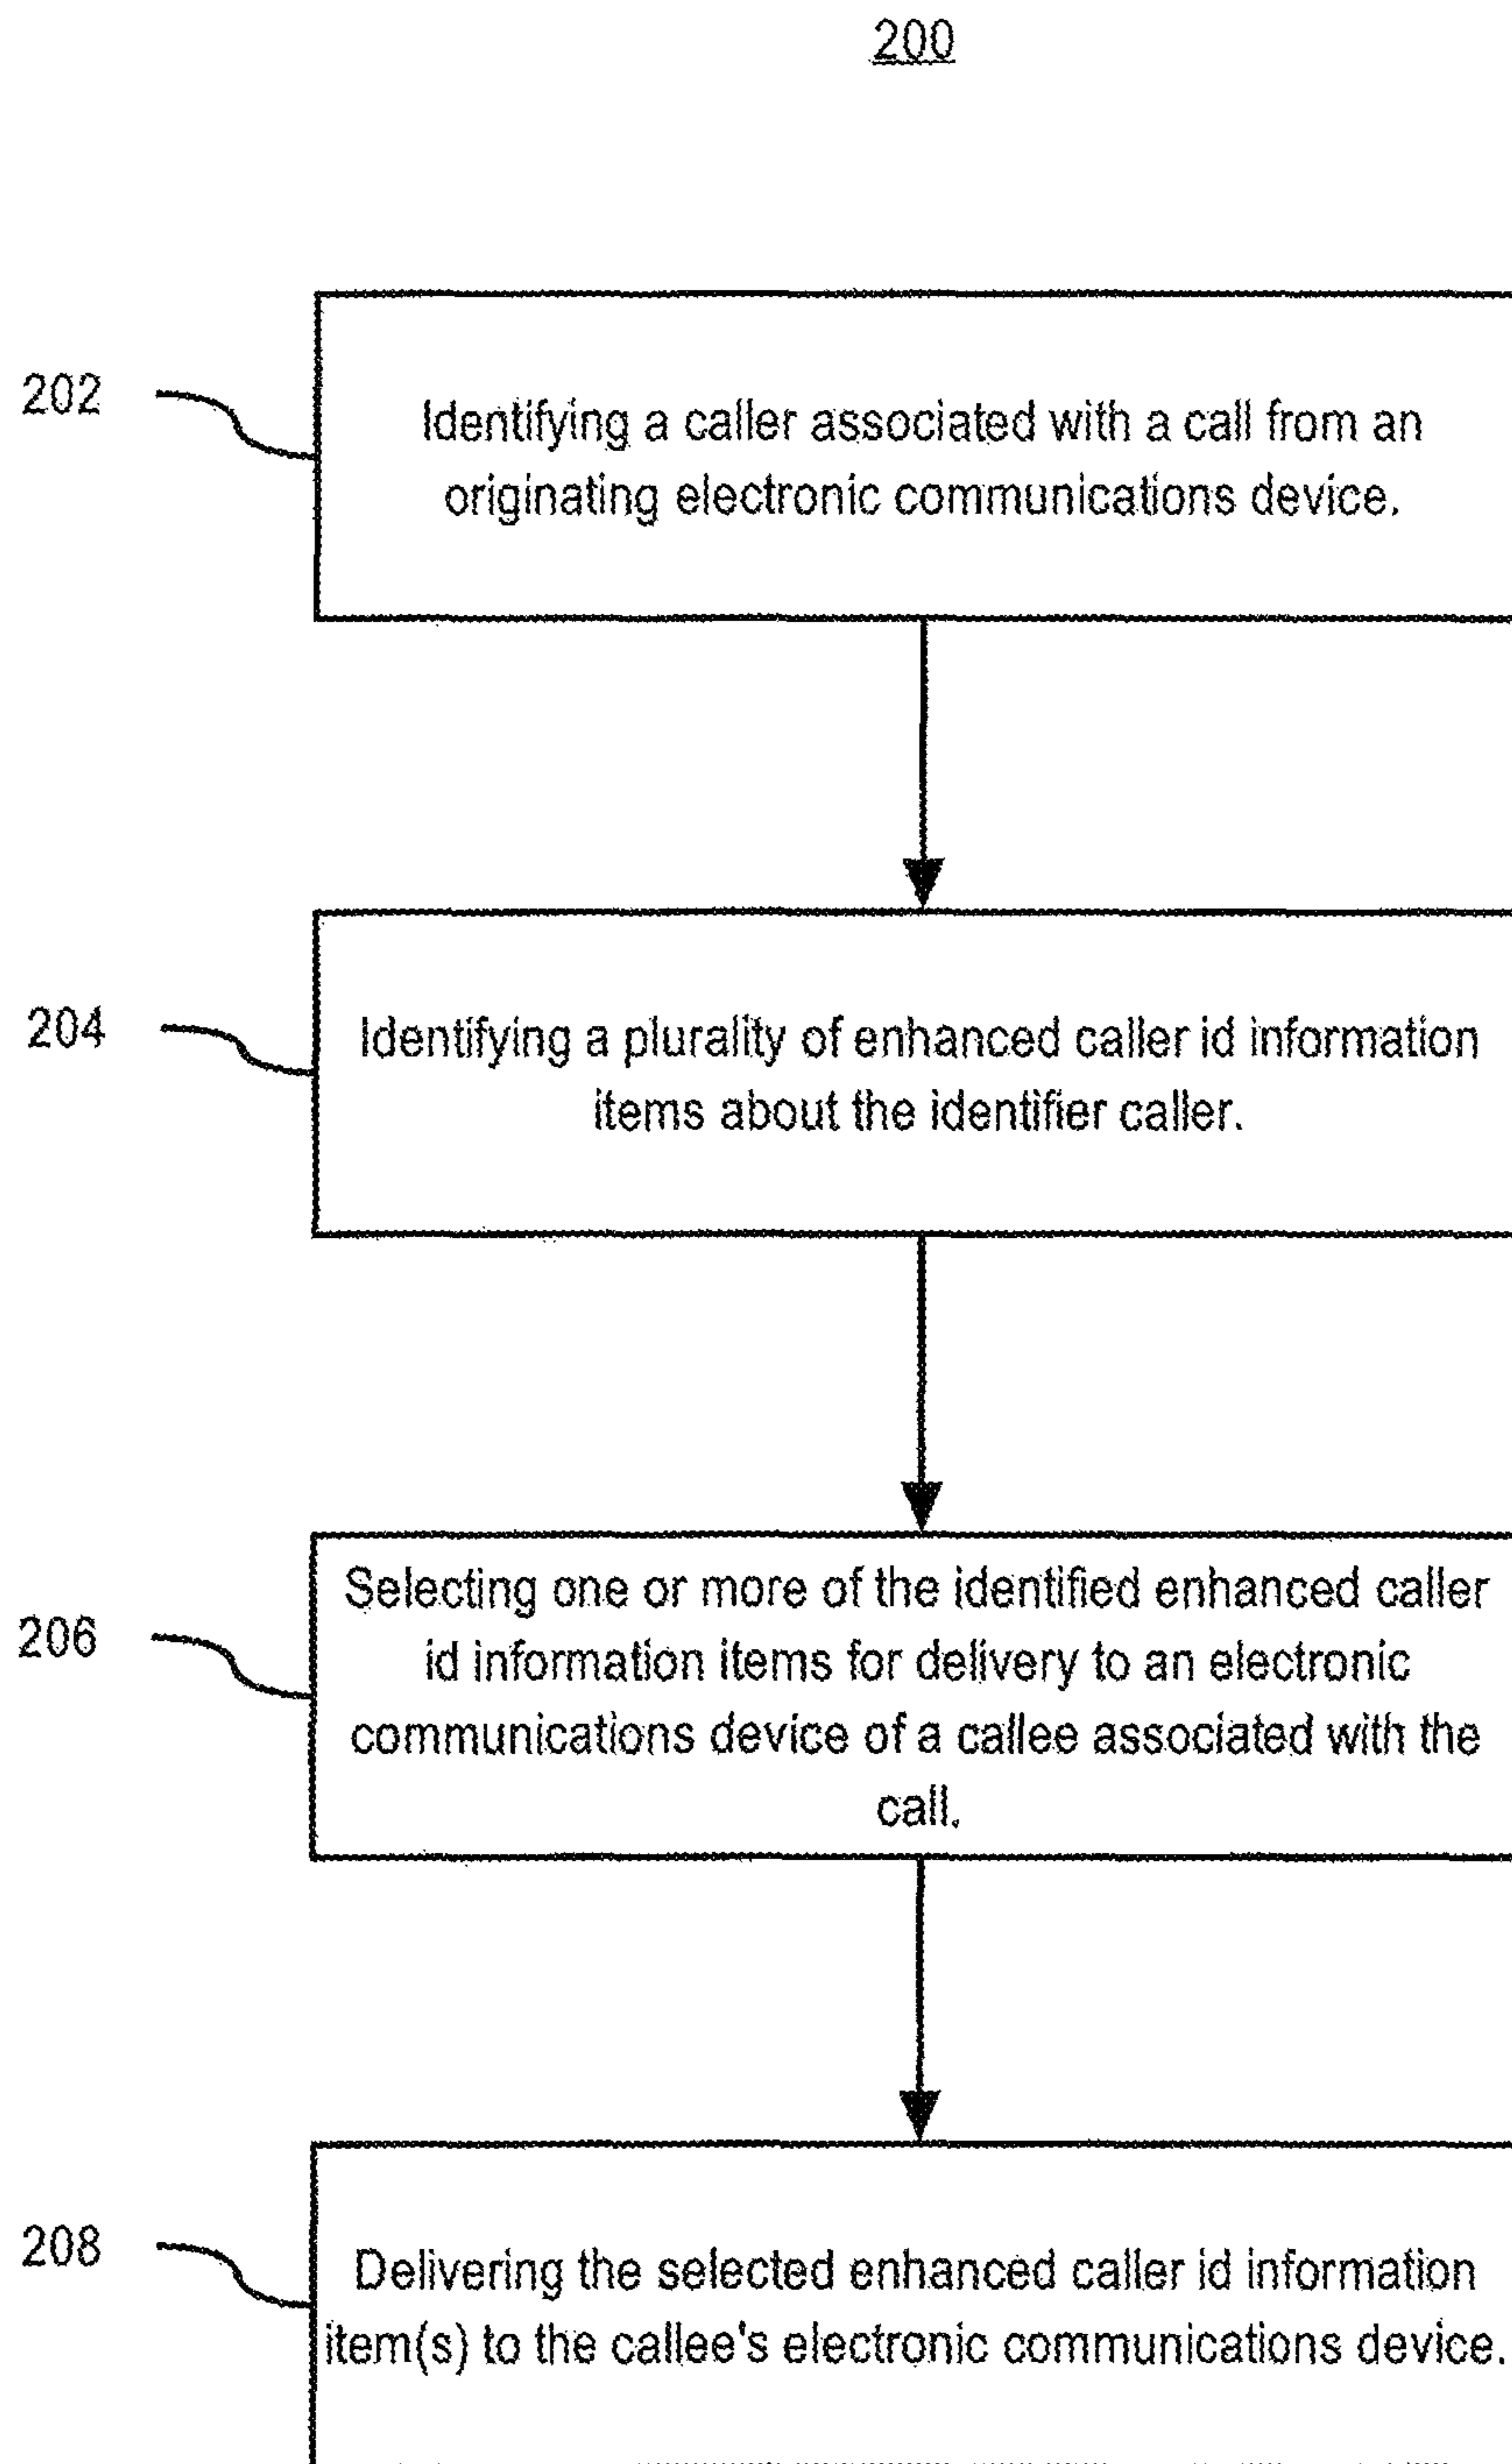 200
202
Identifying a caller associated with a call from an
originating electronic communications device.
204
Identifying a plurality of enhanced caller id information
items about the identifier caller.
206
Selecting one or more of the identified enhanced caller
id information items for delivery to an electronic
communications device of a callee associated with the
call.
208
Delivering the selected enhanced caller id information
item(s) to the callee's electronic communications device.